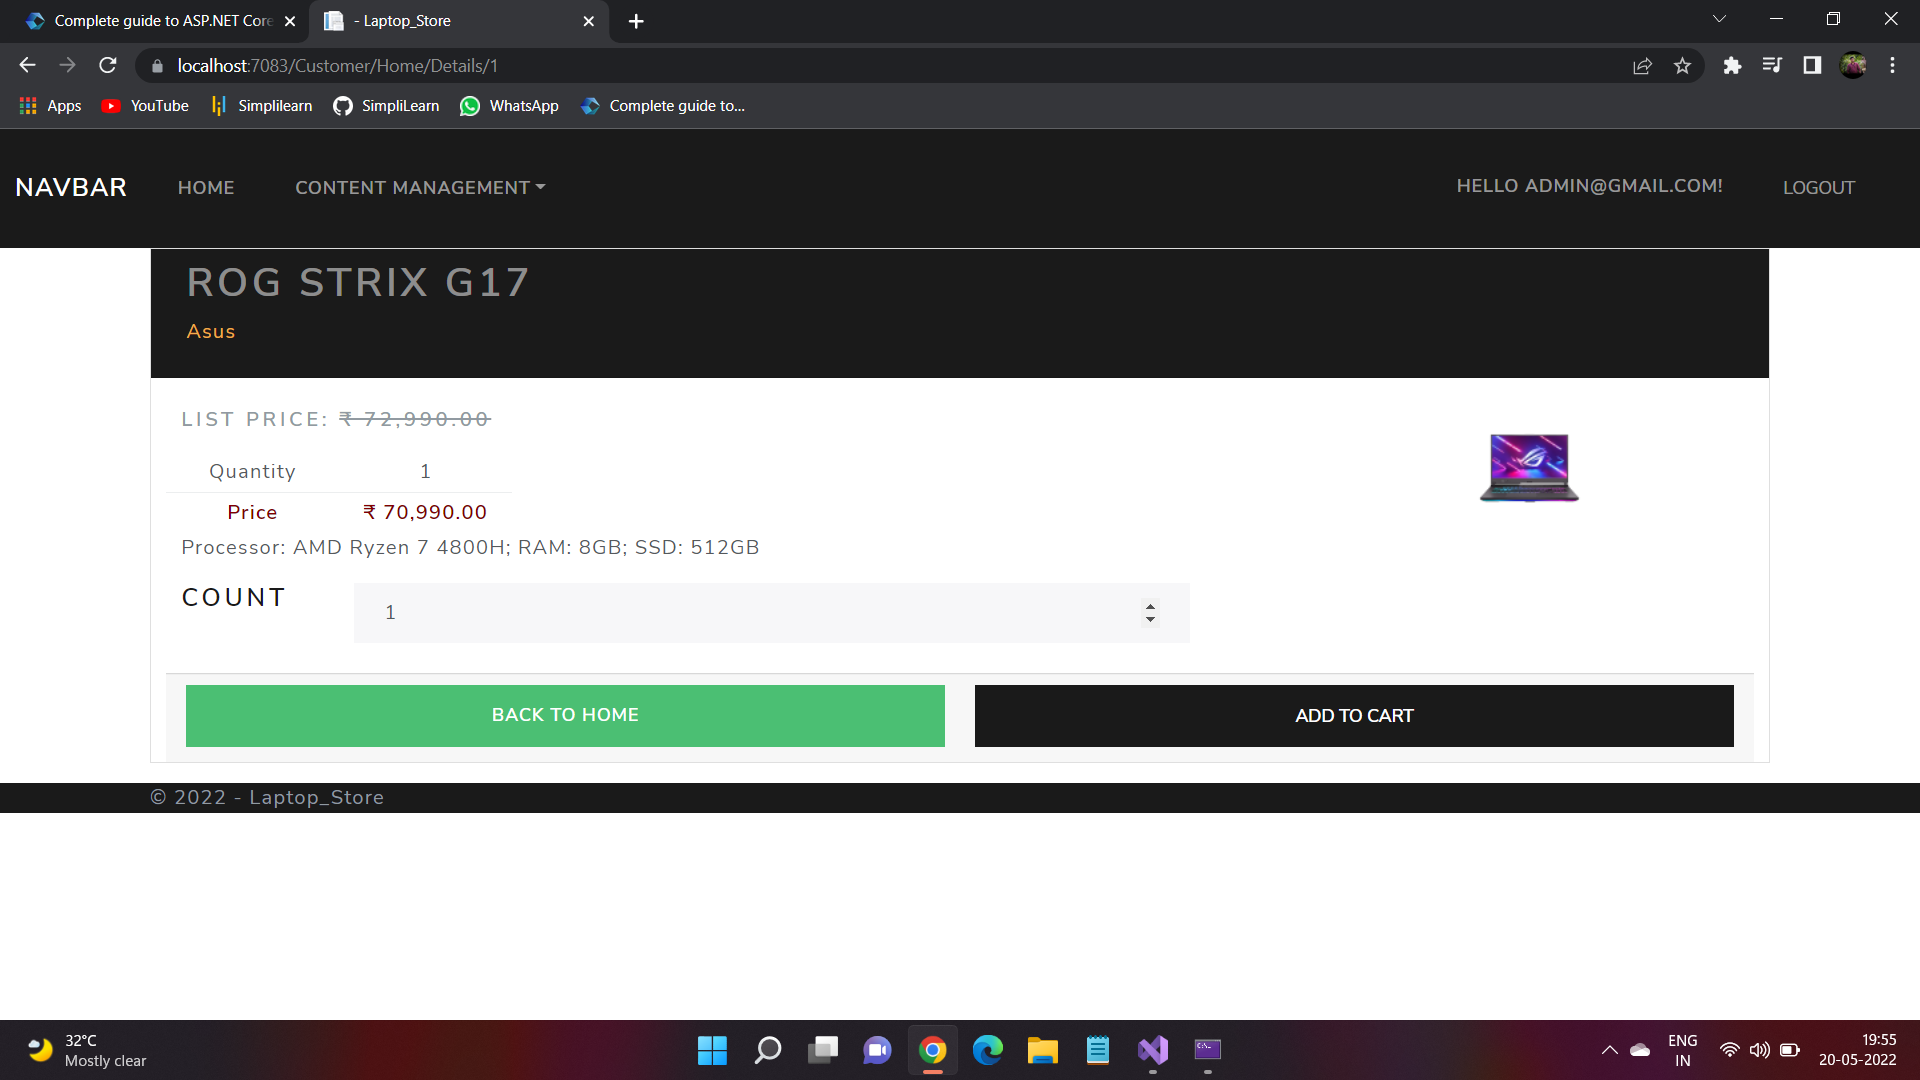 Complete guide to ASP.NET Core
- Laptop_Store
localhost:7083/Customer/Home/Details/1
Apps
YouTube
Simplilearn
SimpliLearn
WhatsApp
Complete guide to...
NAVBAR
HOME
CONTENT MANAGEMENT
HELLO ADMIN@GMAIL.COM!
LOGOUT
ROG STRIX G17
Asus
LIST PRICE: ₹ 72,990.00
Quantity 1
Price ₹ 70,990.00
Processor: AMD Ryzen 7 4800H; RAM: 8GB; SSD: 512GB
COUNT
1
BACK TO HOME
ADD TO CART
© 2022 - Laptop_Store
32°C
Mostly clear
ENG
IN
19:55
20-05-2022